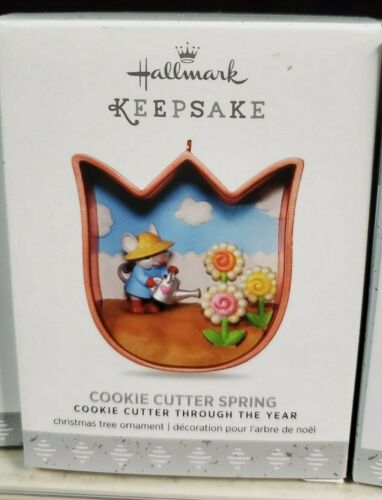 Hallmark
KEEPSAKE
COOKIE CUTTER SPRING
COOKIE CUTTER THROUGH THE YEAR
christmas tree ornament | décoration pour l'arbre de noël